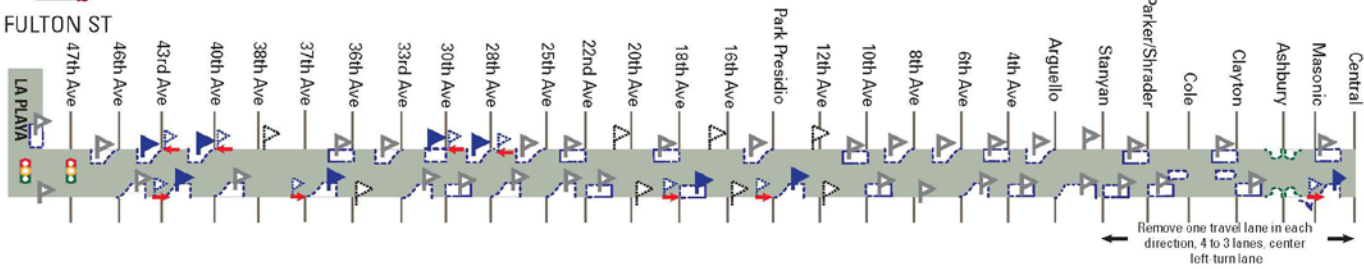 FULTON ST
LA PLAYA
47th Ave
46th Ave
43rd Ave
40th Ave
38th Ave
37th Ave
36th Ave
33rd Ave
30th Ave
28th Ave
25th Ave
22nd Ave
20th Ave
18th Ave
16th Ave
Park Presidio
12th Ave
10th Ave
8th Ave
6th Ave
4th Ave
Arguello
Stanyan
Parker/Shrader
Cole
Clayton
Ashbury
Masonic
Central
Remove one travel lane in each
direction, 4 to 3 lanes, center
left-turn lane